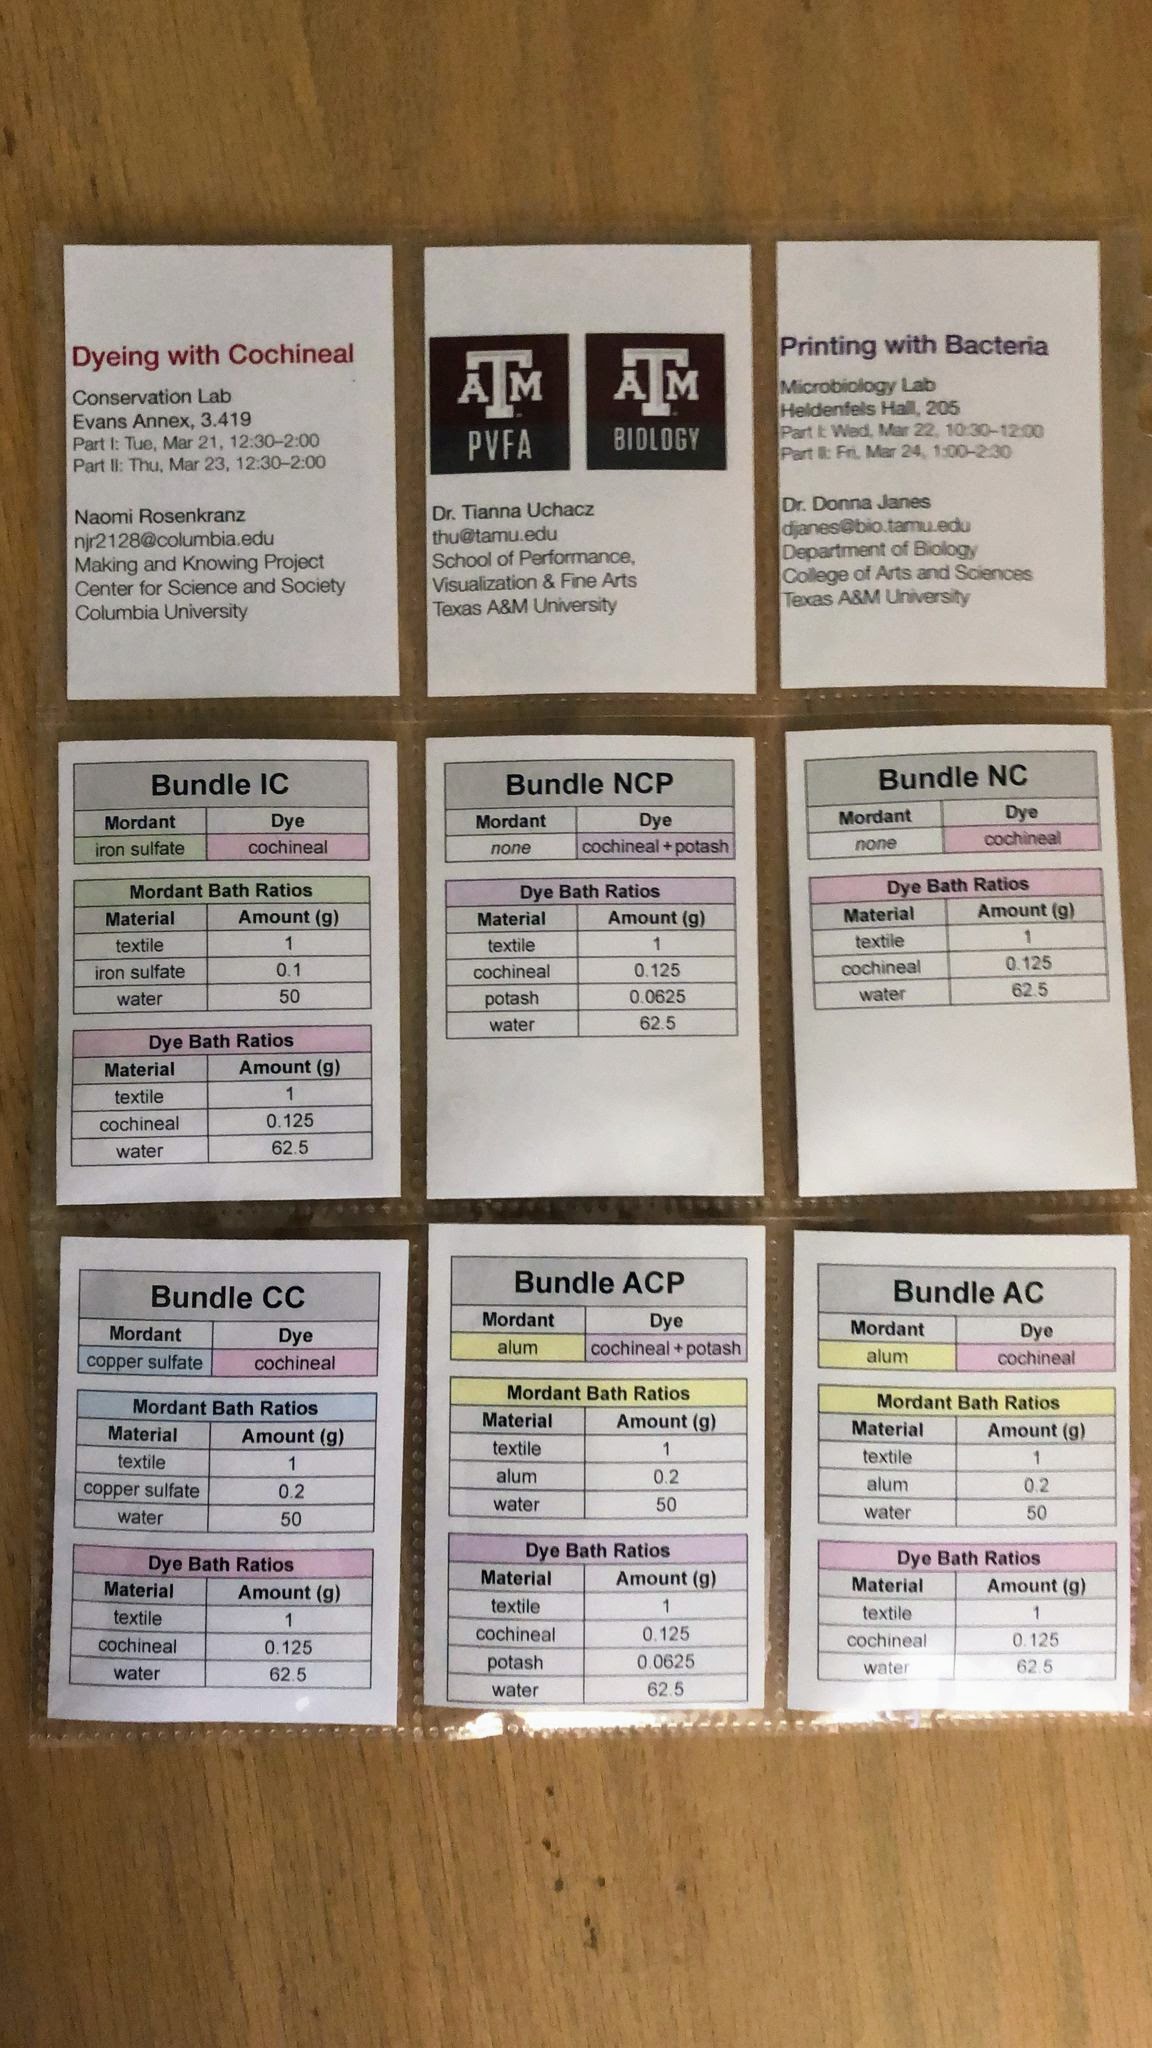 Dyeing with Cochineal
Conservation Lab
Evans Annex, 3.419
Part I: Tue, Mar 21, 12:30–2:00
Part II: Thu, Mar 23, 12:30–2:00
Naomi Rosenkranz
njr2128@columbia.edu
Making and Knowing Project
Center for Science and Society
Columbia University
ATM PVFA
ATM BIOLOGY
Dr. Tianna Uchacz
thu@tamu.edu
School of Performance,
Visualization & Fine Arts
Texas A&M University
Printing with Bacteria
Microbiology Lab
Heldenfels Hall, 205
Part I: Wed, Mar 22, 10:30–12:00
Part II: Fri, Mar 24, 1:00–2:30
Dr. Donna Janes
djanes@bio.tamu.edu
Department of Biology
College of Arts and Sciences
Texas A&M University
Bundle IC
Mordant Dye
iron sulfate cochineal
Mordant Bath Ratios
Material Amount (g)
textile 1
iron sulfate 0.1
water 50
Dye Bath Ratios
Material Amount (g)
textile 1
cochineal 0.125
water 62.5
Bundle NCP
Mordant Dye
none cochineal + potash
Dye Bath Ratios
Material Amount (g)
textile 1
cochineal 0.125
potash 0.0625
water 62.5
Bundle NC
Mordant Dye
none cochineal
Dye Bath Ratios
Material Amount (g)
textile 1
cochineal 0.125
water 62.5
Bundle CC
Mordant Dye
copper sulfate cochineal
Mordant Bath Ratios
Material Amount (g)
textile 1
copper sulfate 0.2
water 50
Dye Bath Ratios
Material Amount (g)
textile 1
cochineal 0.125
water 62.5
Bundle ACP
Mordant Dye
alum cochineal + potash
Mordant Bath Ratios
Material Amount (g)
textile 1
alum 0.2
water 50
Dye Bath Ratios
Material Amount (g)
textile 1
cochineal 0.125
potash 0.0625
water 62.5
Bundle AC
Mordant Dye
alum cochineal
Mordant Bath Ratios
Material Amount (g)
textile 1
alum 0.2
water 50
Dye Bath Ratios
Material Amount (g)
textile 1
cochineal 0.125
water 62.5